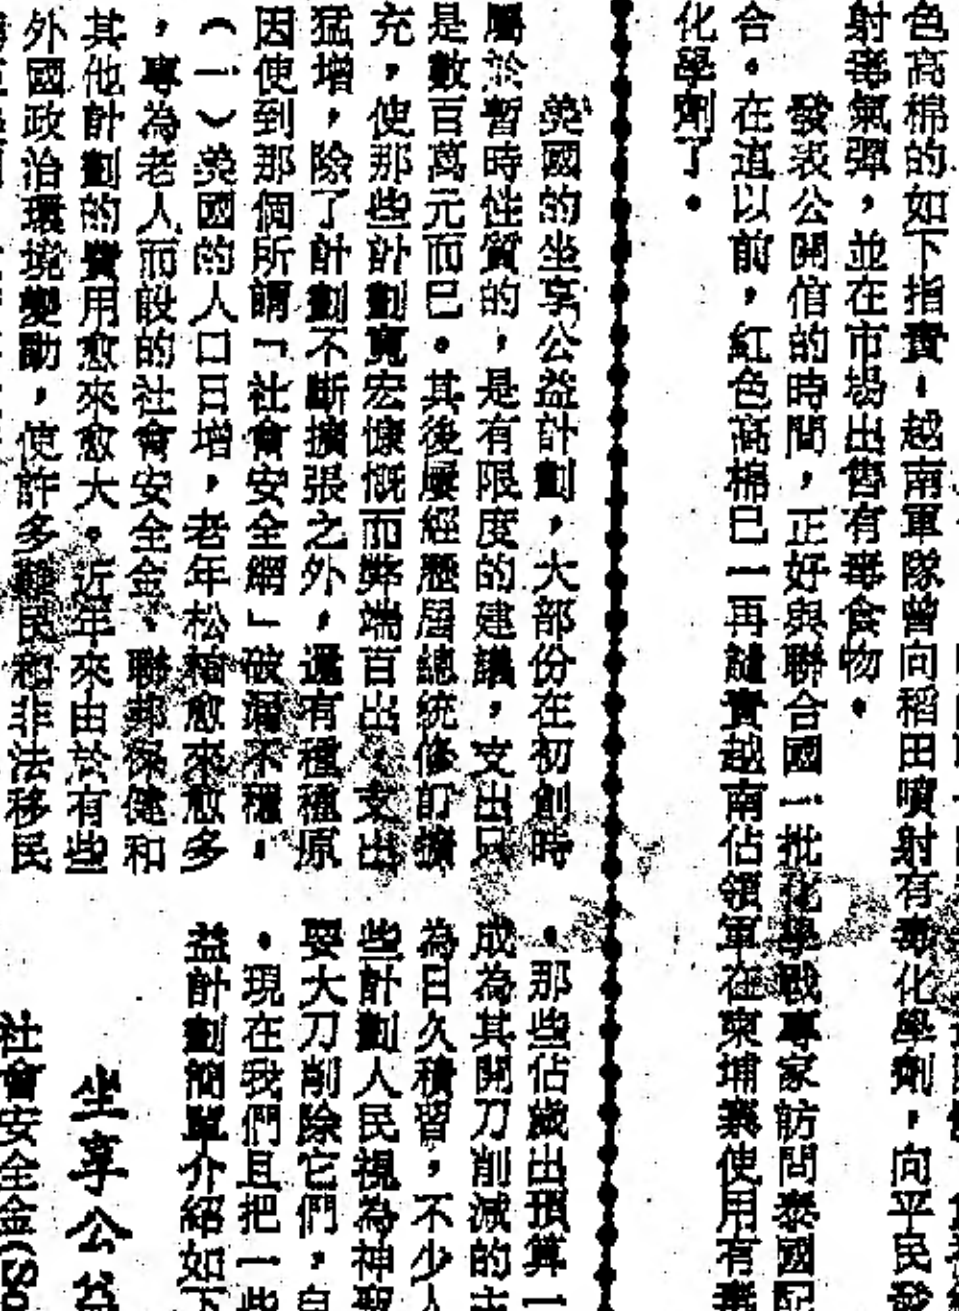 色高棉的如下指責：越南軍隊曾向稻田噴射有毒化學劑，向平民發
射毒氣彈，並在市場出售有毒食物。
發表公開信的時間，正好與聯合國一批化學戰專家訪問泰國配
合。在這以前，紅色高棉已一再譴責越南佔領軍在柬埔寨使用有毒
化學劑了。
美國的坐享公益計劃，大部份在初創時
屬於暫時性質的，是有限度的建議，支出只
是數百萬元而已。其後屢經歷屆總統修訂擴
充，使那些計劃寬宏慷慨而弊端百出。支出
猛增，除了計劃不斷擴張之外，還有種種原
因使到那個所謂「社會安全網」破漏不穩：
（一）美國的人口日增，老年松柏愈來愈多
，專為老人而設的社會安全金、聯邦保健和
其他計劃的費用愈來愈大。近年來由於有些
外國政治環境變動，使許多難民和非法移民
。那些佔歲出預算一
成為其開刀削減的主
為日久積習，不少人
些計劃人民視為神聖
要大刀削除它們，自
。現在我們且把一些
益計劃簡單介紹如下
坐享公益
社會安全金(S